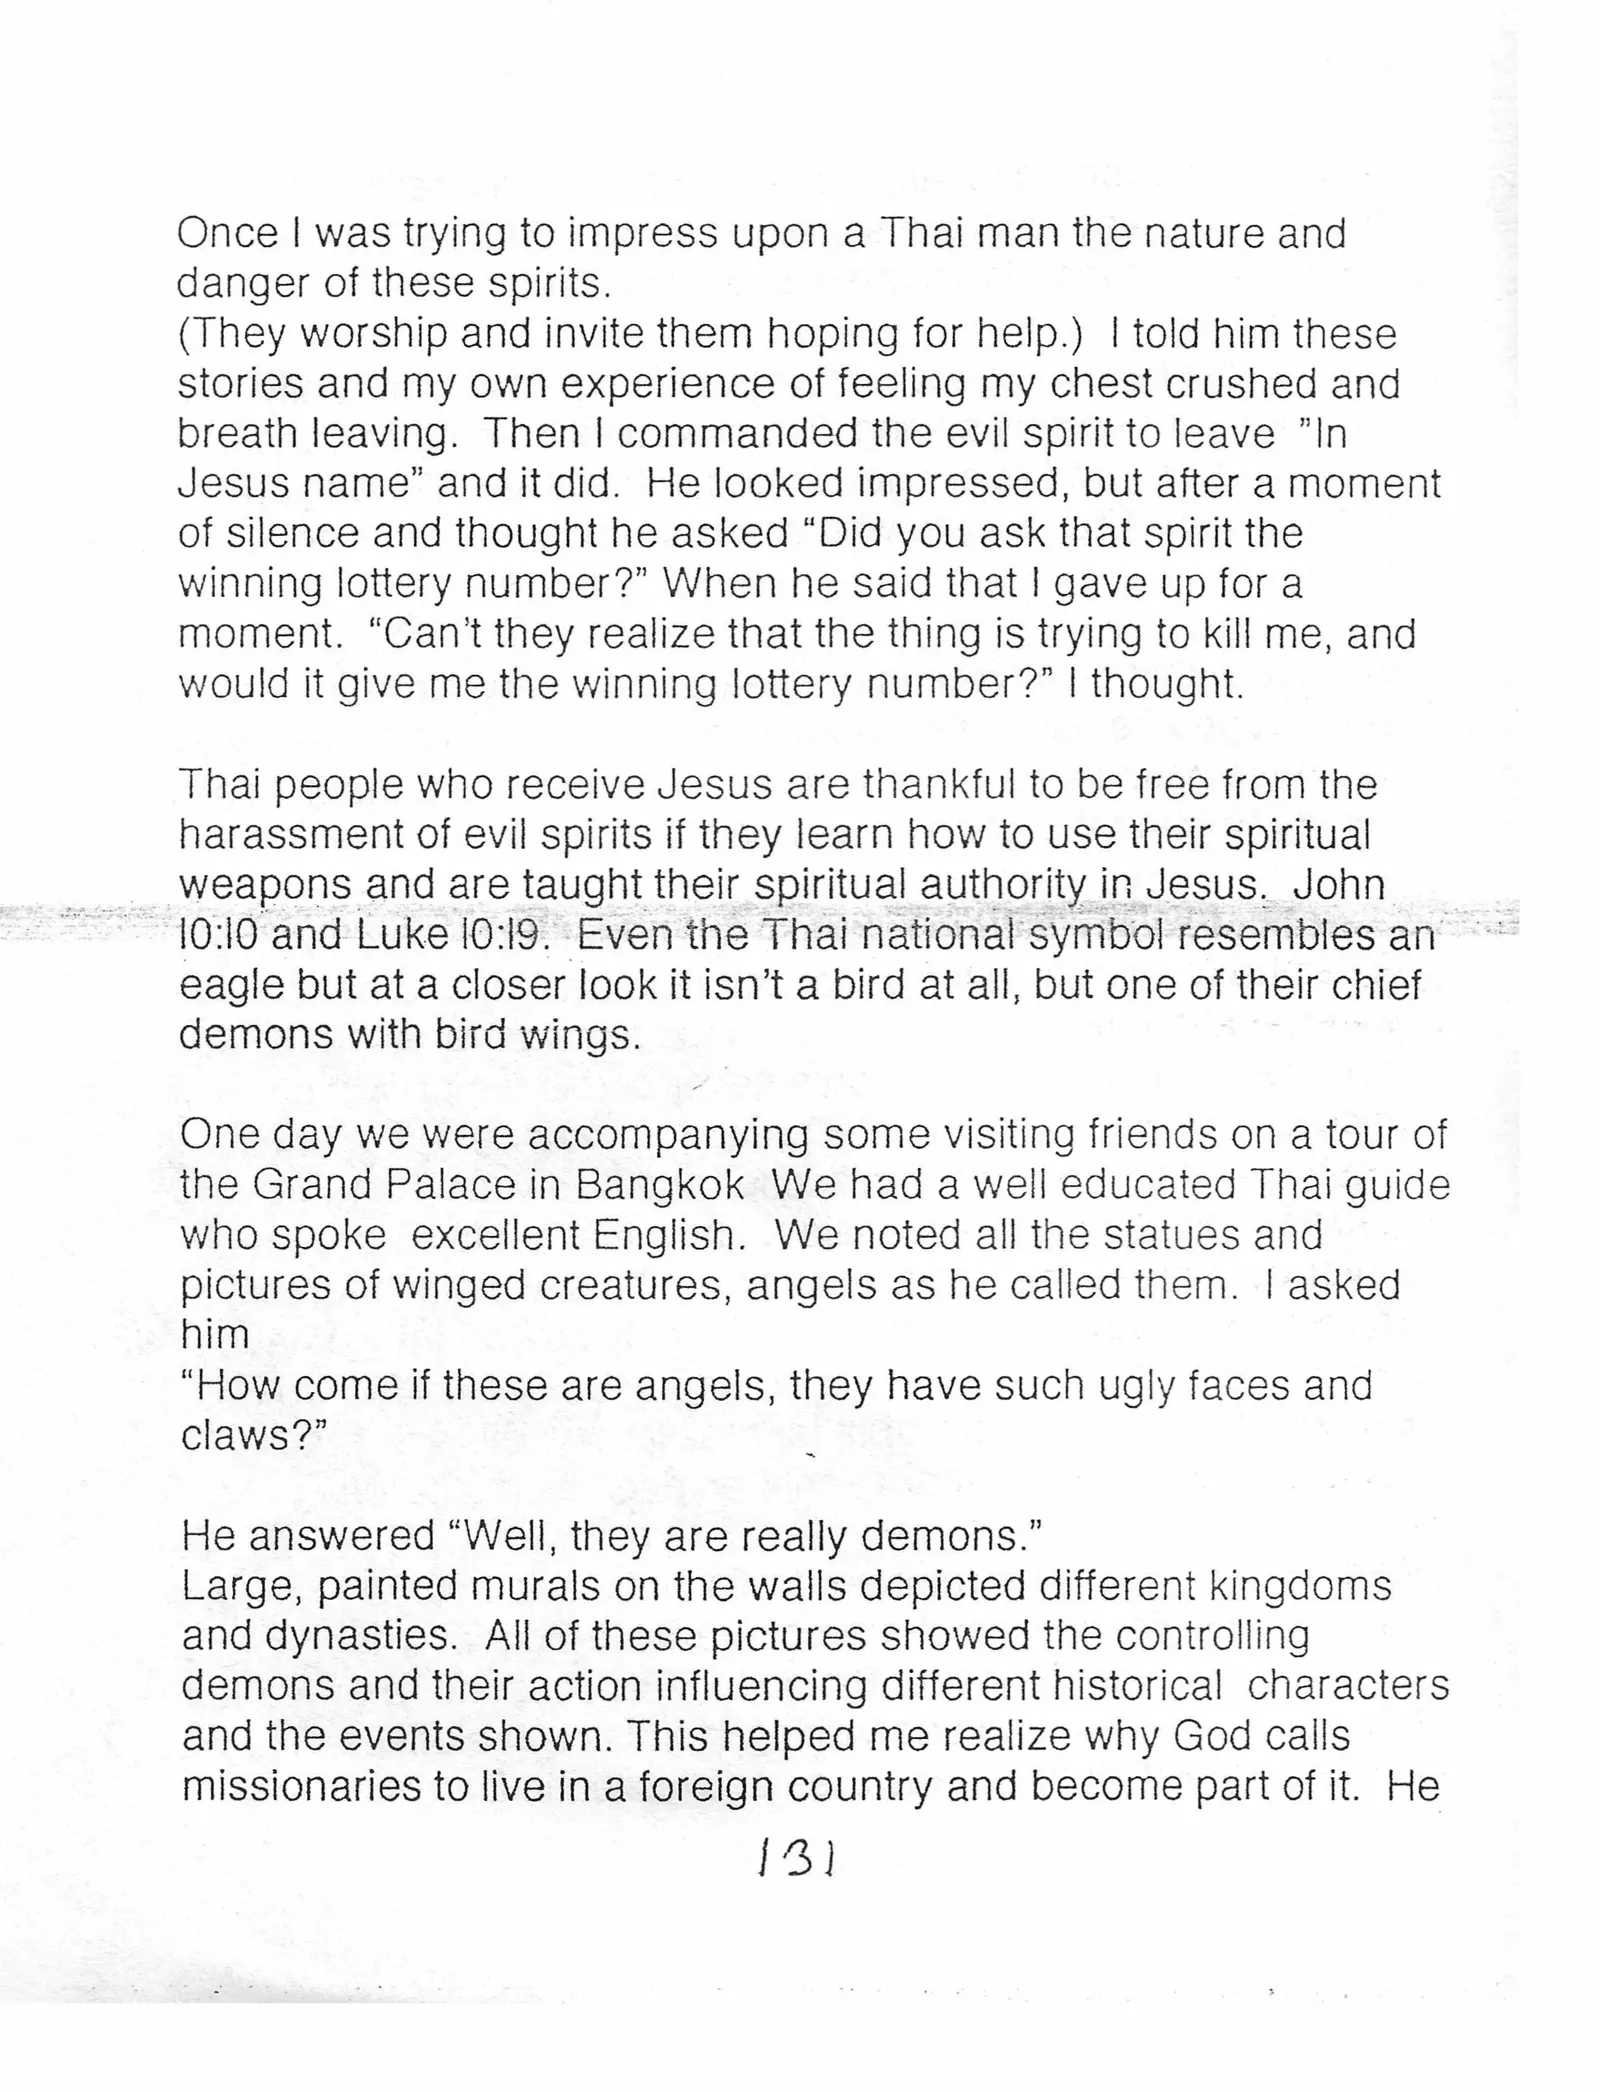 Once I was trying to impress upon a Thai man the nature and
danger of these spirits.
(They worship and invite them hoping for help.)  I told him these
stories and my own experience of feeling my chest crushed and
breath leaving.  Then I commanded the evil spirit to leave  ”In
Jesus name” and it did.  He looked impressed, but after a moment
of silence and thought he asked “Did you ask that spirit the
winning lottery number?” When he said that I gave up for a
moment.  “Can’t they realize that the thing is trying to kill me, and
would it give me the winning lottery number?” I thought.

Thai people who receive Jesus are thankful to be free from the
harassment of evil spirits if they learn how to use their spiritual
weapons and are taught their spiritual authority in Jesus.  John
10:10 and Luke 10:19.  Even the Thai national symbol resembles an
eagle but at a closer look it isn’t a bird at all, but one of their chief
demons with bird wings.

One day we were accompanying some visiting friends on a tour of
the Grand Palace in Bangkok  We had a well educated Thai guide
who spoke  excellent English.  We noted all the statues and
pictures of winged creatures, angels as he called them.  I asked
him
“How come if these are angels, they have such ugly faces and
claws?”

He answered “Well, they are really demons.”
Large, painted murals on the walls depicted different kingdoms
and dynasties.  All of these pictures showed the controlling
demons and their action influencing different historical  characters
and the events shown. This helped me realize why God calls
missionaries to live in a foreign country and become part of it.  He
131